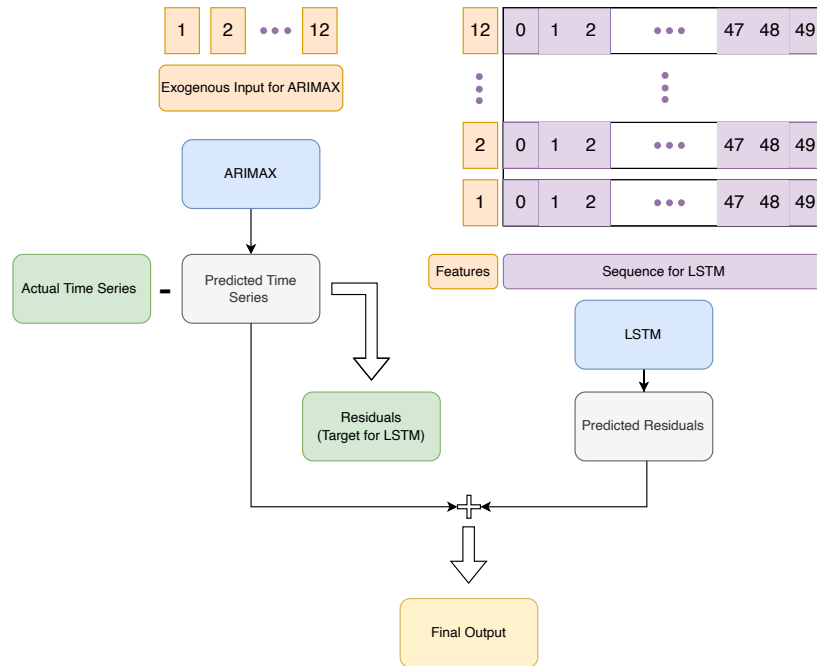 1 2 12
Exogenous Input for ARIMAX
ARIMAX
Actual Time Series
-
Predicted Time
Series
Residuals
(Target for LSTM)
12 0 1 2 47 48 49
2 0 1 2 47 48 49
1 0 1 2 47 48 49
Features
Sequence for LSTM
LSTM
Predicted Residuals
Final Output